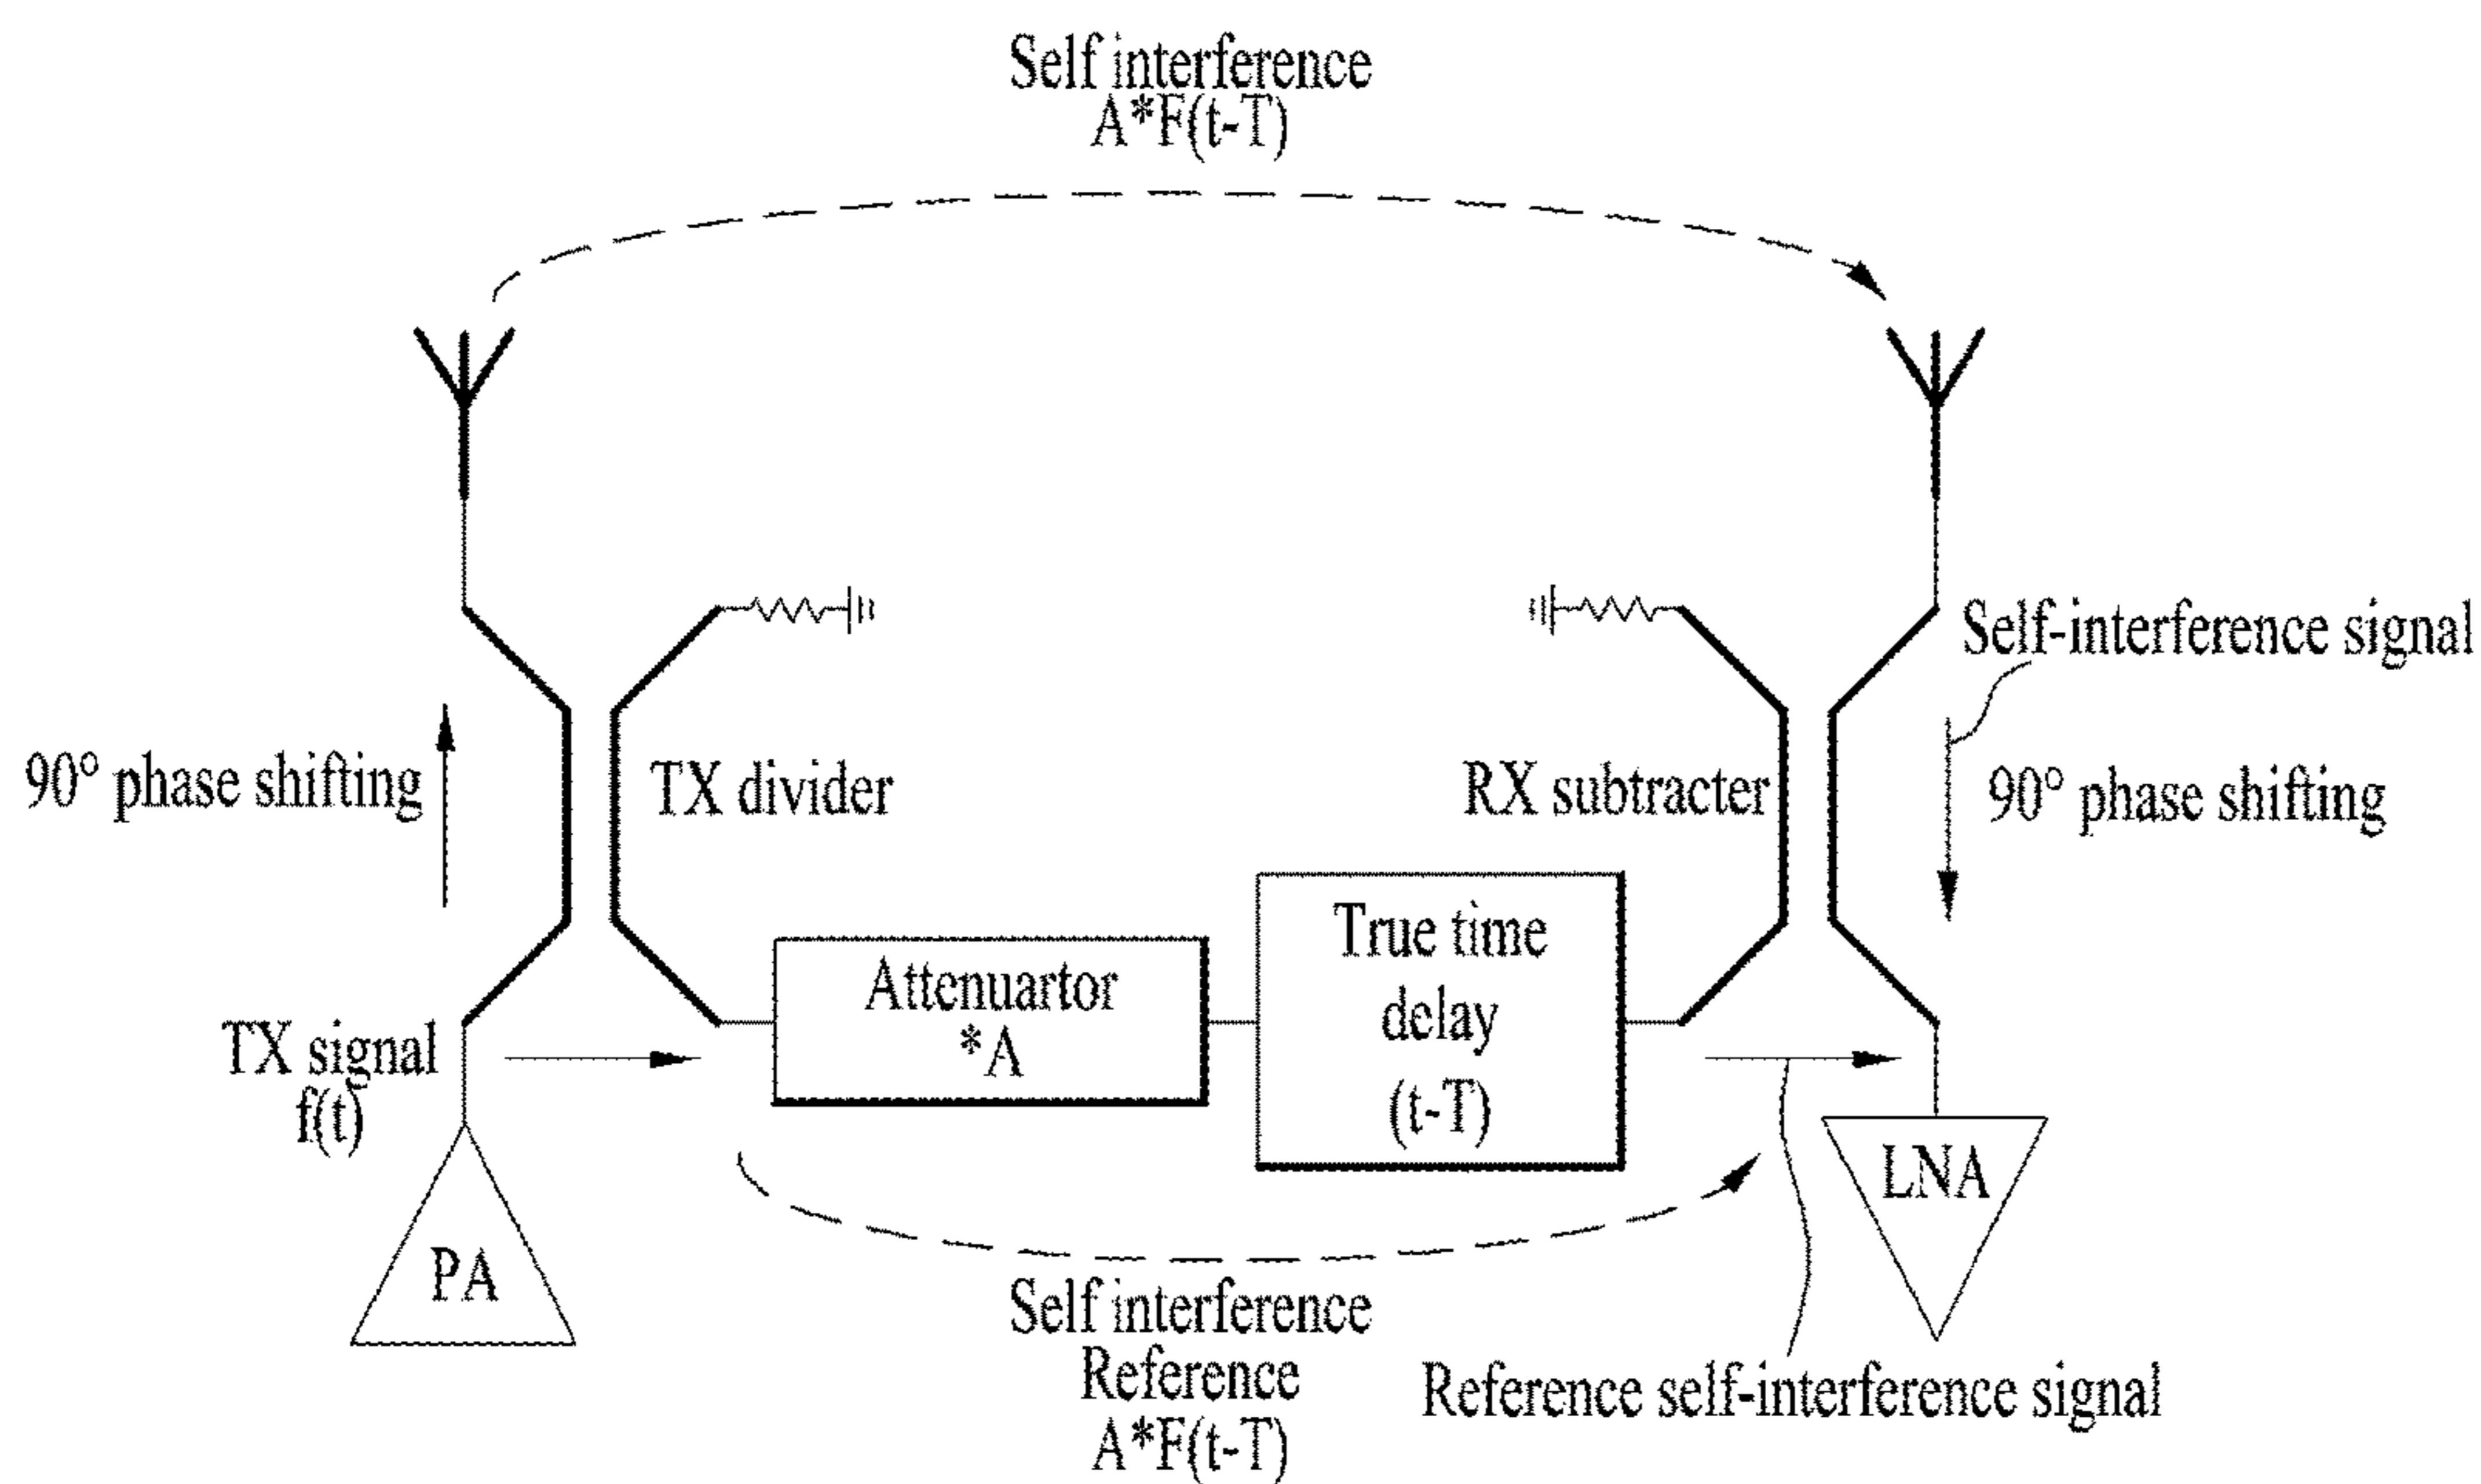 Self interference
A*F(t-T)
Self-interference signal
90° phase shifting
TX divider
RX subtracter
90° phase shifting
True time
delay
(t-T)
Attenuartor
*A
TX signal
f(t)
PA
LNA
Self interference
Reference
A*F(t-T)
Reference self-interference signal